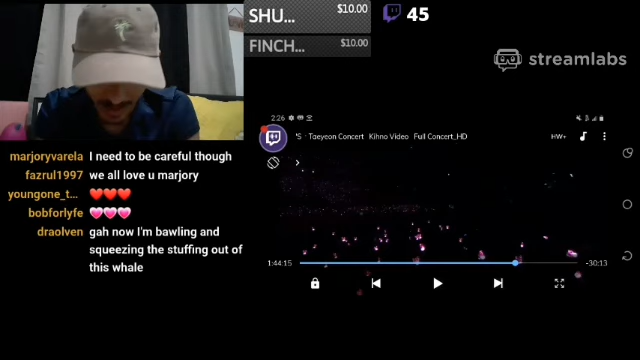 SHU... $10.00
FINCH... $10.00
45
streamlabs
2:26
'S · Taeyeon Concert Kihno Video Full Concert_HD
HW+
marjoryvarela I need to be careful though
fazrul1997 we all love u marjory
youngone_t... ❤️❤️❤️
bobforlyfe 💗💗💗
draolven gah now I'm bawling and
squeezing the stuffing out of
this whale
1:44:15
-30:13